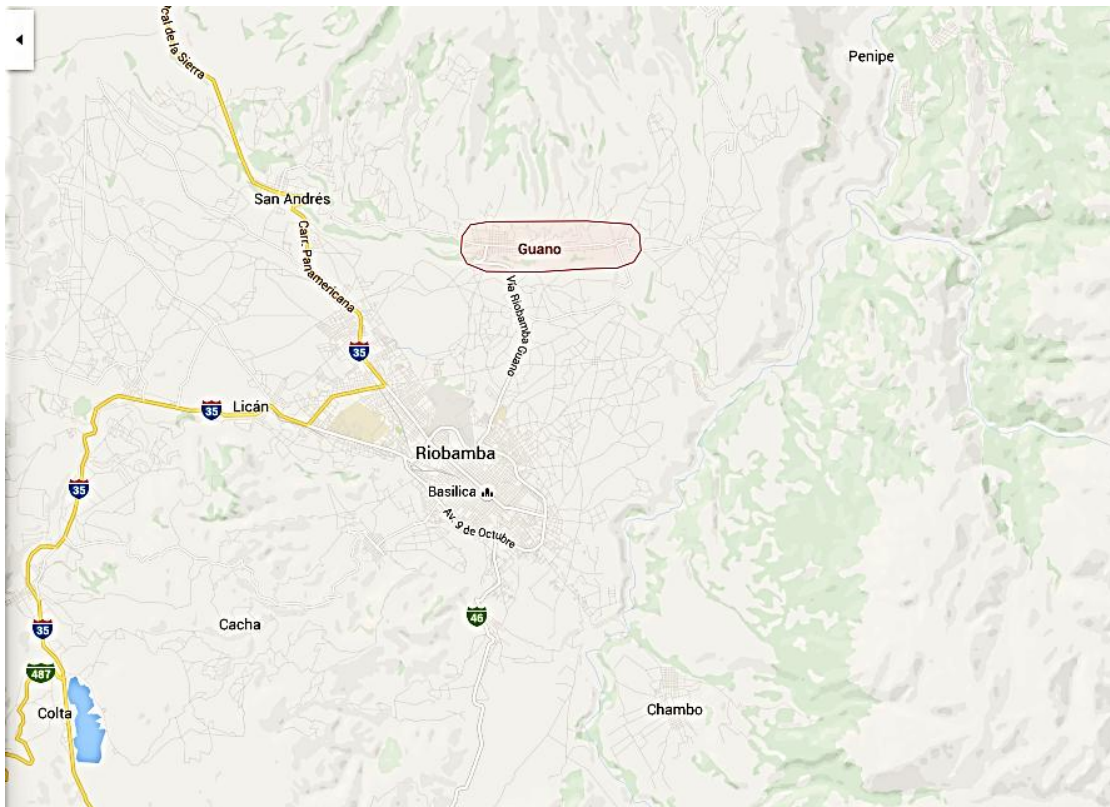 cal de la Sierra
Penipe
San Andrés
Guano
Carr. Panamericana
Vía Riobamba Guano
35
35
Licán
Riobamba
35
Basílica
Av. 9 de Octubre
46
Cacha
35
487
Colta
Chambo